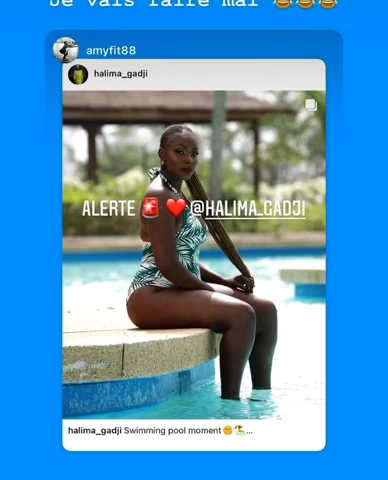 Je vais faire mal 😂😂😂
amyfit88
halima_gadji
ALERTE 🚨 ❤️@HALIMA_GADJI
halima_gadji Swimming pool moment🙂🏖️...